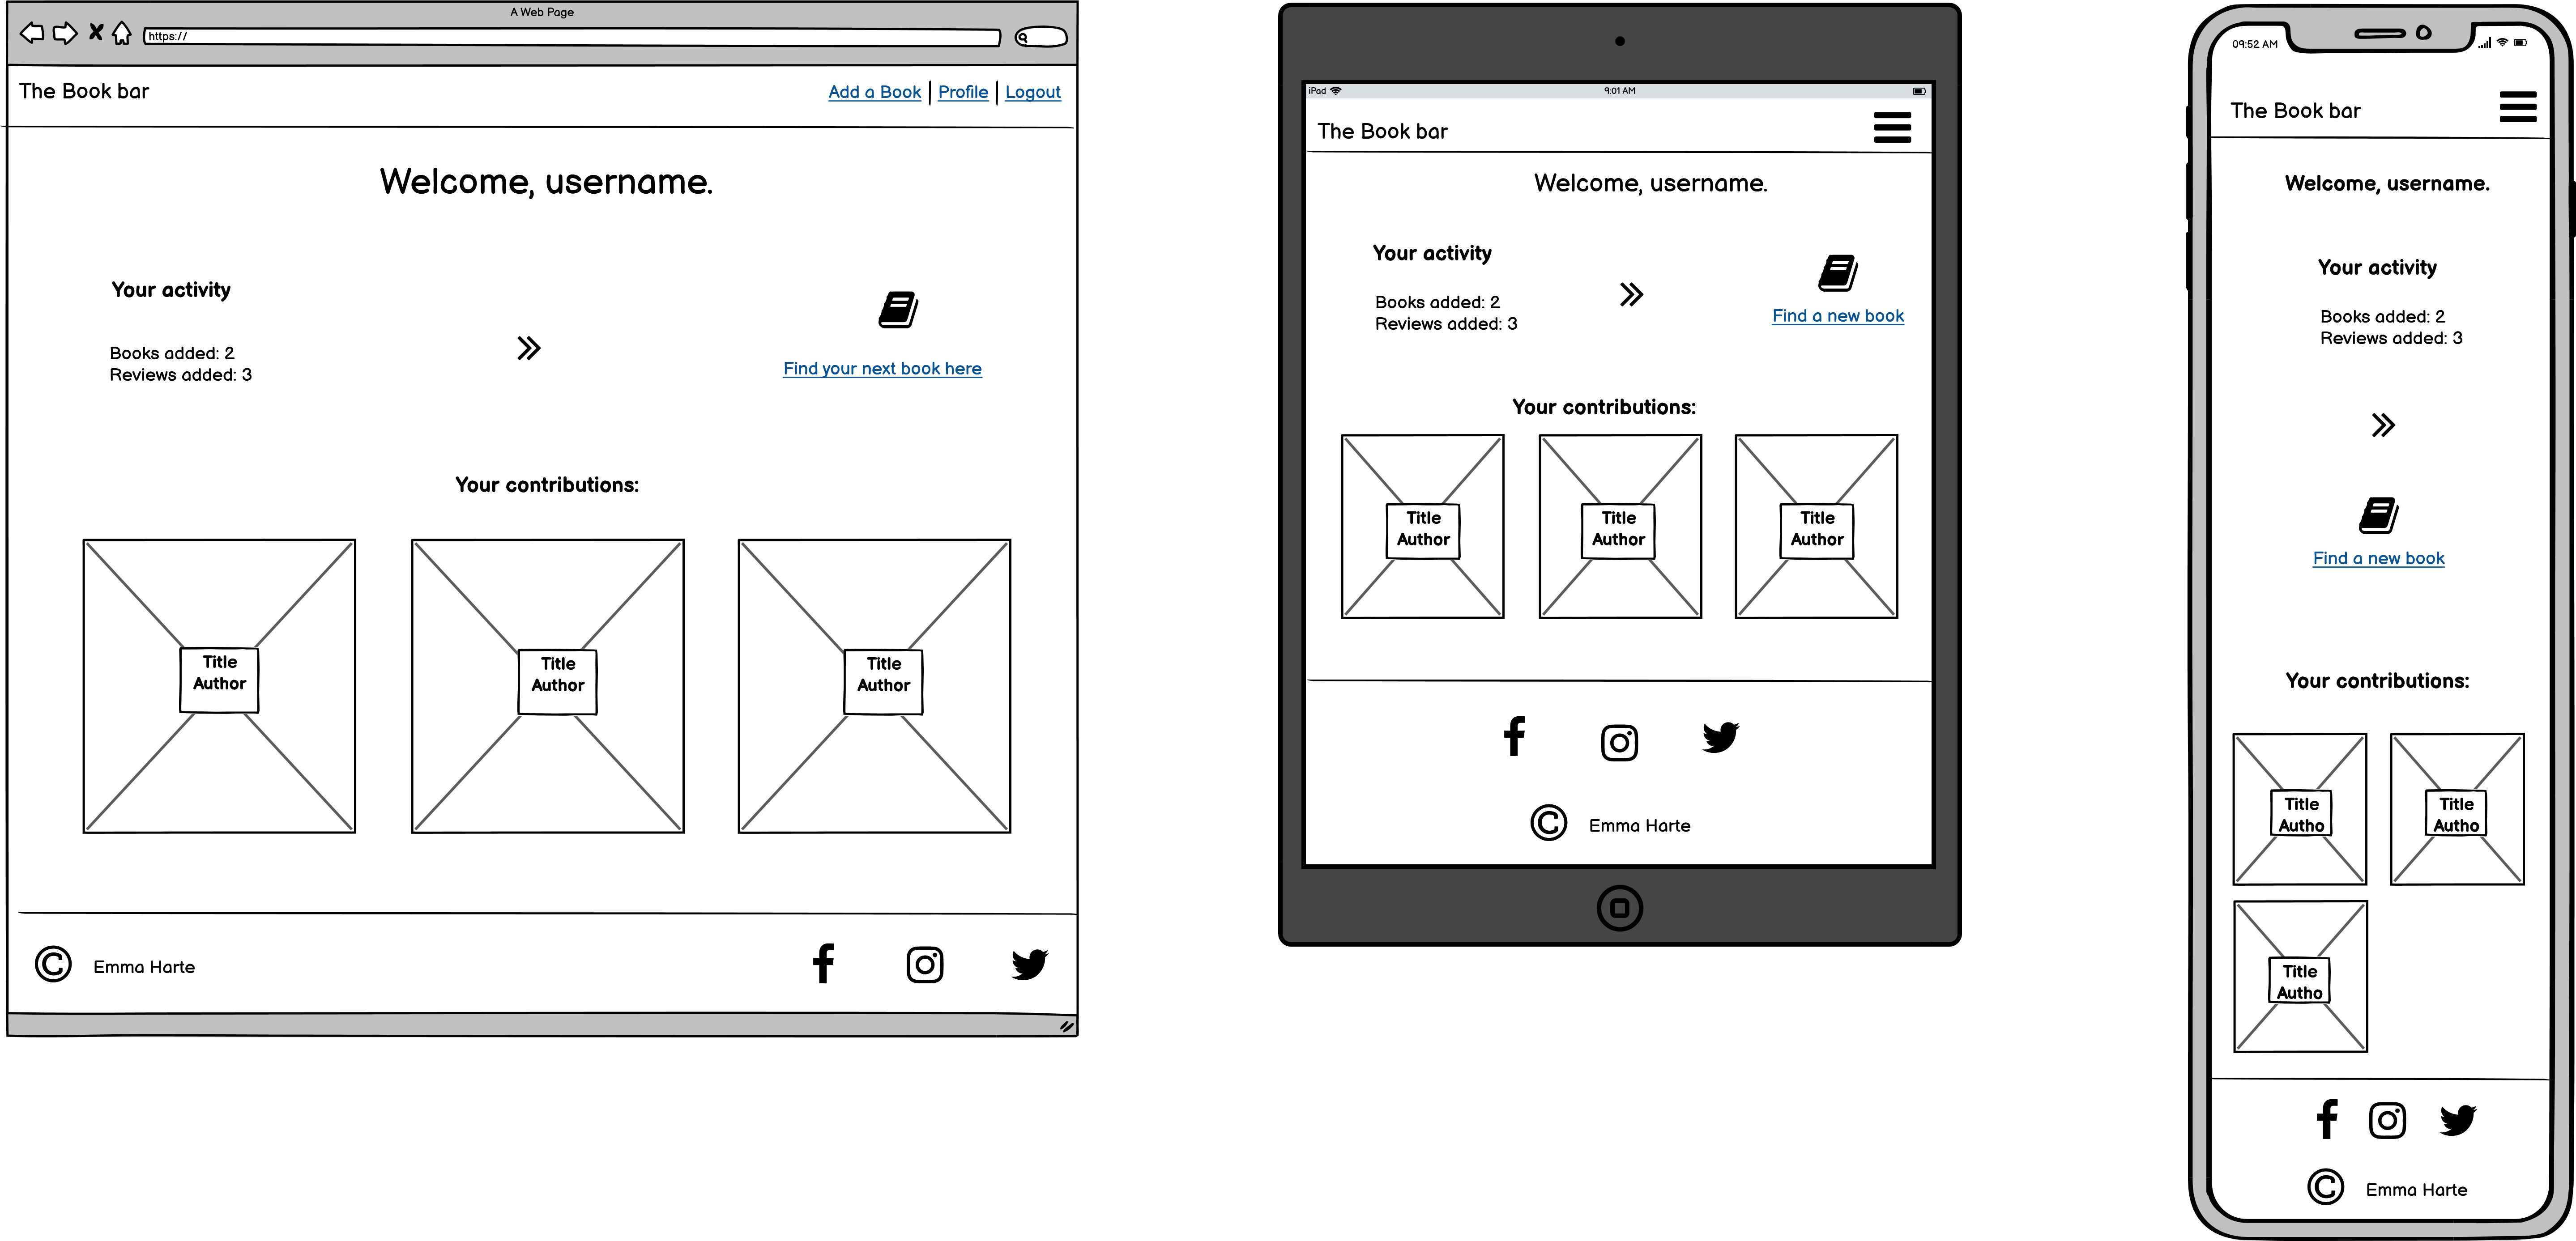 A Web Page
https://
The Book bar
Add a Book | Profile | Logout
Welcome, username.
Your activity
Books added: 2
Reviews added: 3
Find your next book here
Your contributions:
Title
Author
Title
Author
Title
Author
© Emma Harte
iPad
9:01 AM
The Book bar
Welcome, username.
Your activity
Books added: 2
Reviews added: 3
Find a new book
Your contributions:
Title
Author
Title
Author
Title
Author
© Emma Harte
09:52 AM
The Book bar
Welcome, username.
Your activity
Books added: 2
Reviews added: 3
Find a new book
Your contributions:
Title
Autho
Title
Autho
Title
Autho
© Emma Harte